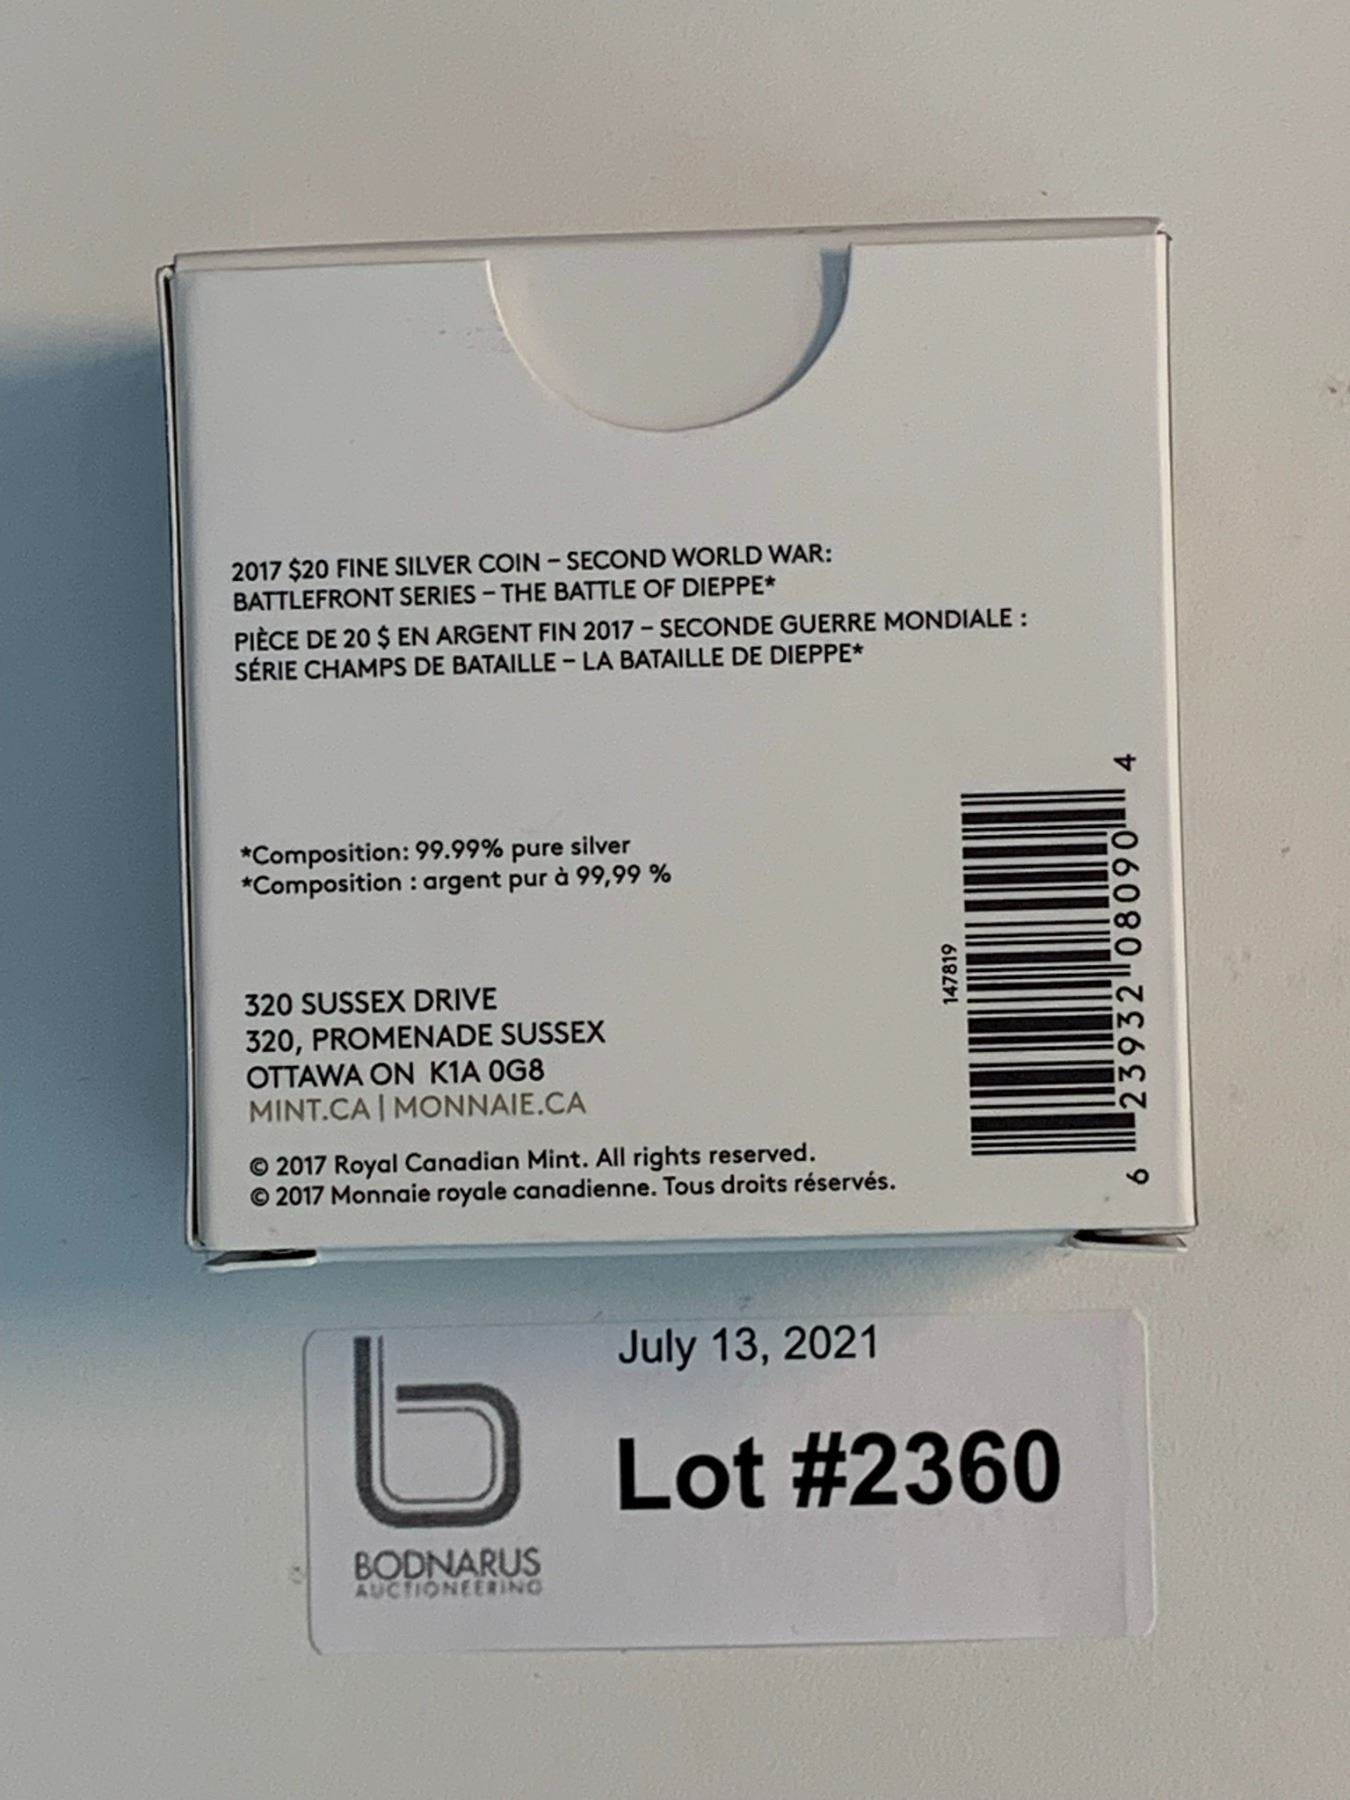 2017 $20 FINE SILVER COIN – SECOND WORLD WAR:
BATTLEFRONT SERIES – THE BATTLE OF DIEPPE*
PIÈCE DE 20 $ EN ARGENT FIN 2017 – SECONDE GUERRE MONDIALE :
SÉRIE CHAMPS DE BATAILLE – LA BATAILLE DE DIEPPE*
*Composition: 99.99% pure silver
*Composition : argent pur à 99,99 %
320 SUSSEX DRIVE
320, PROMENADE SUSSEX
OTTAWA ON K1A 0G8
MINT.CA | MONNAIE.CA
© 2017 Royal Canadian Mint. All rights reserved.
© 2017 Monnaie royale canadienne. Tous droits réservés.
147819
6 23932 08090 4
July 13, 2021
Lot #2360
BODNARUS
AUCTIONEERING